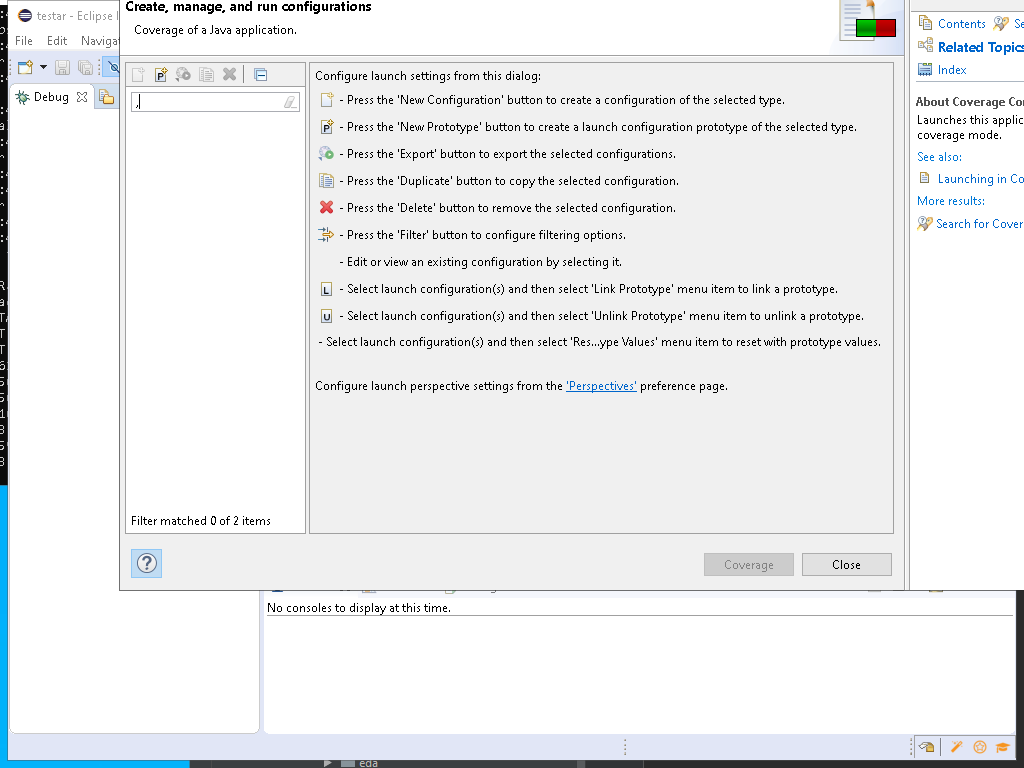 testar - Eclipse I
Create, manage, and run configurations
Coverage of a Java application.
File Edit Navigat
Debug
,
Configure launch settings from this dialog:
- Press the 'New Configuration' button to create a configuration of the selected type.
- Press the 'New Prototype' button to create a launch configuration prototype of the selected type.
- Press the 'Export' button to export the selected configurations.
- Press the 'Duplicate' button to copy the selected configuration.
- Press the 'Delete' button to remove the selected configuration.
- Press the 'Filter' button to configure filtering options.
- Edit or view an existing configuration by selecting it.
- Select launch configuration(s) and then select 'Link Prototype' menu item to link a prototype.
- Select launch configuration(s) and then select 'Unlink Prototype' menu item to unlink a prototype.
- Select launch configuration(s) and then select 'Res...ype Values' menu item to reset with prototype values.
Configure launch perspective settings from the 'Perspectives' preference page.
Filter matched 0 of 2 items
Coverage
Close
Contents Se
Related Topics
Index
About Coverage Co
Launches this applic
coverage mode.
See also:
Launching in Co
More results:
Search for Cover
No consoles to display at this time.
eda